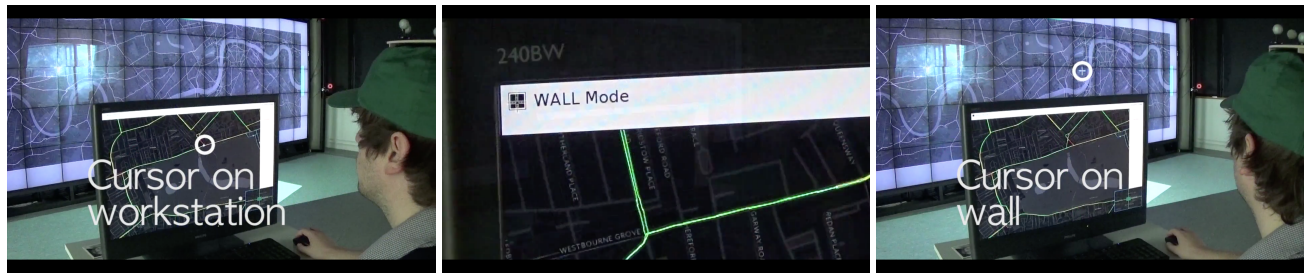 Cursor on
workstation
240BW
WALL Mode
WESTBOURNE GROVE
Cursor on
wall